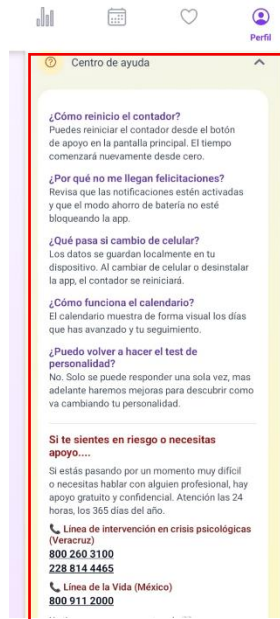 Perfil
Centro de ayuda
¿Cómo reinicio el contador?
Puedes reiniciar el contador desde el botón
de apoyo en la pantalla principal. El tiempo
comenzará nuevamente desde cero.
¿Por qué no me llegan felicitaciones?
Revisa que las notificaciones estén activadas
y que el modo ahorro de batería no esté
bloqueando la app.
¿Qué pasa si cambio de celular?
Los datos se guardan localmente en tu
dispositivo. Al cambiar de celular o desinstalar
la app, el contador se reiniciará.
¿Cómo funciona el calendario?
El calendario muestra de forma visual los días
que has avanzado y tu seguimiento.
¿Puedo volver a hacer el test de
personalidad?
No. Solo se puede responder una sola vez, mas
adelante haremos mejoras para descubrir como
va cambiando tu personalidad.
Si te sientes en riesgo o necesitas
apoyo....
Si estás pasando por un momento muy difícil
o necesitas hablar con alguien profesional, hay
apoyo gratuito y confidencial. Atención las 24
horas, los 365 días del año.
Línea de intervención en crisis psicológicas
(Veracruz)
800 260 3100
228 814 4465
Línea de la Vida (México)
800 911 2000